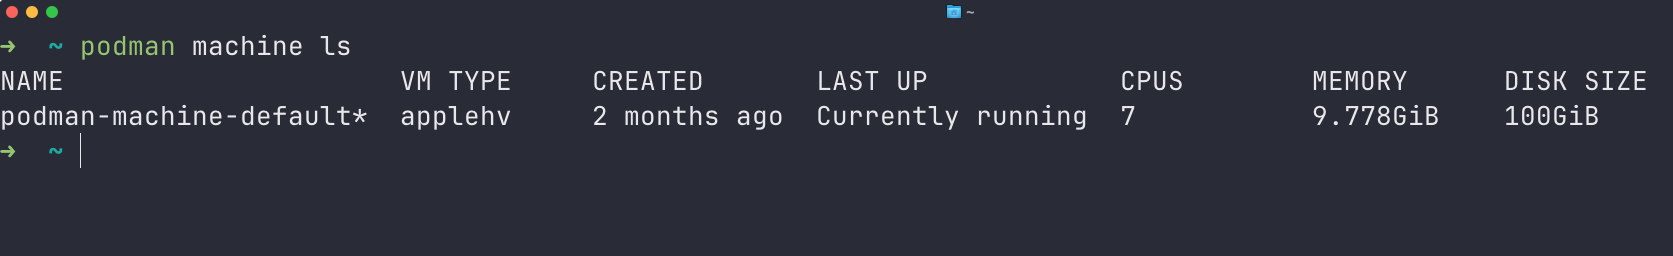 ~
➜ ~ podman machine ls
NAME VM TYPE CREATED LAST UP CPUS MEMORY DISK SIZE
podman-machine-default* applehv 2 months ago Currently running 7 9.778GiB 100GiB
➜ ~